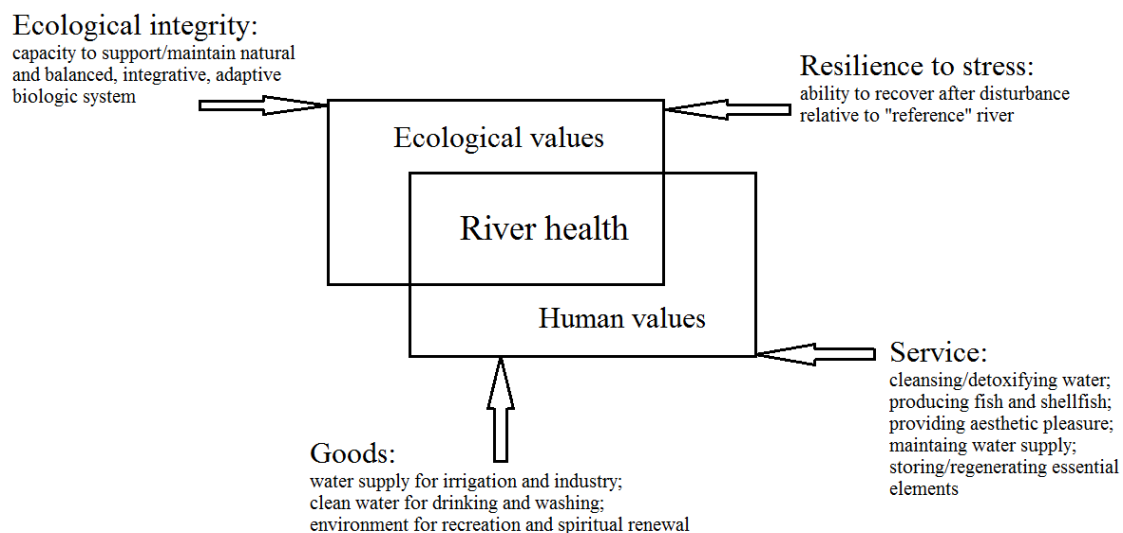 Ecological integrity:
capacity to support/maintain natural
and balanced, integrative, adaptive
biologic system
Resilience to stress:
ability to recover after disturbance
relative to "reference" river
Ecological values
River health
Human values
Service:
cleansing/detoxifying water;
producing fish and shellfish;
providing aesthetic pleasure;
maintaing water supply;
storing/regenerating essential
elements
Goods:
water supply for irrigation and industry;
clean water for drinking and washing;
environment for recreation and spiritual renewal